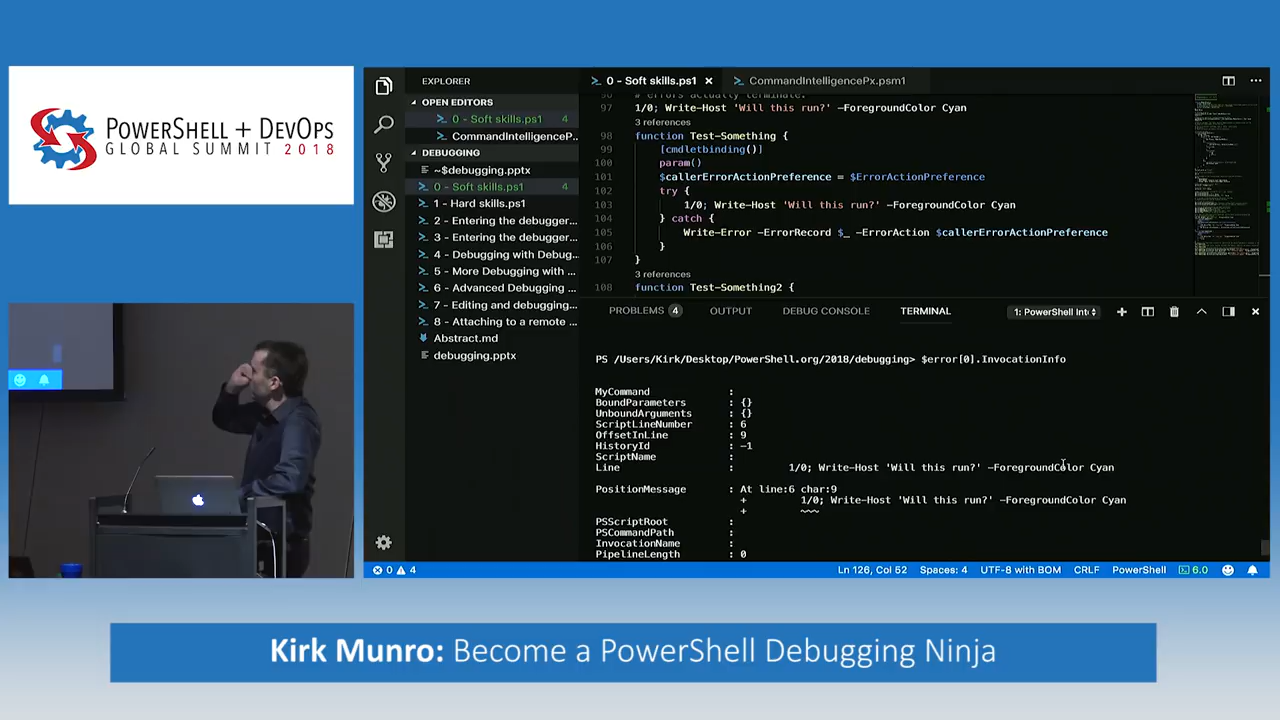 PowerShell + DevOps
GLOBAL SUMMIT 2018
EXPLORER
OPEN EDITORS
0 - Soft skills.ps1 4
CommandIntelligenceP...
DEBUGGING
~$debugging.pptx
0 - Soft skills.ps1 4
1 - Hard skills.ps1
2 - Entering the debugger...
3 - Entering the debugger...
4 - Debugging with Debug...
5 - More Debugging with ...
6 - Advanced Debugging ...
7 - Editing and debugging...
8 - Attaching to a remote ...
Abstract.md
debugging.pptx
0 - Soft skills.ps1
CommandIntelligencePx.psm1
96 # errors actually terminate.
97 1/0; Write-Host 'Will this run?' -ForegroundColor Cyan
3 references
98 function Test-Something {
99 [cmdletbinding()]
100 param()
101 $callerErrorActionPreference = $ErrorActionPreference
102 try {
103 1/0; Write-Host 'Will this run?' -ForegroundColor Cyan
104 } catch {
105 Write-Error -ErrorRecord $_ -ErrorAction $callerErrorActionPreference
106 }
107 }
3 references
108 function Test-Something2 {
PROBLEMS 4 OUTPUT DEBUG CONSOLE TERMINAL 1: PowerShell Int
PS /Users/Kirk/Desktop/PowerShell.org/2018/debugging> $error[0].InvocationInfo
MyCommand :
BoundParameters : {}
UnboundArguments : {}
ScriptLineNumber : 6
OffsetInLine : 9
HistoryId : -1
ScriptName :
Line : 1/0; Write-Host 'Will this run?' -ForegroundColor Cyan
PositionMessage : At line:6 char:9
+ 1/0; Write-Host 'Will this run?' -ForegroundColor Cyan
+ ~~~
PSScriptRoot :
PSCommandPath :
InvocationName :
PipelineLength : 0
0 4 Ln 126, Col 52 Spaces: 4 UTF-8 with BOM CRLF PowerShell 6.0
Kirk Munro: Become a PowerShell Debugging Ninja